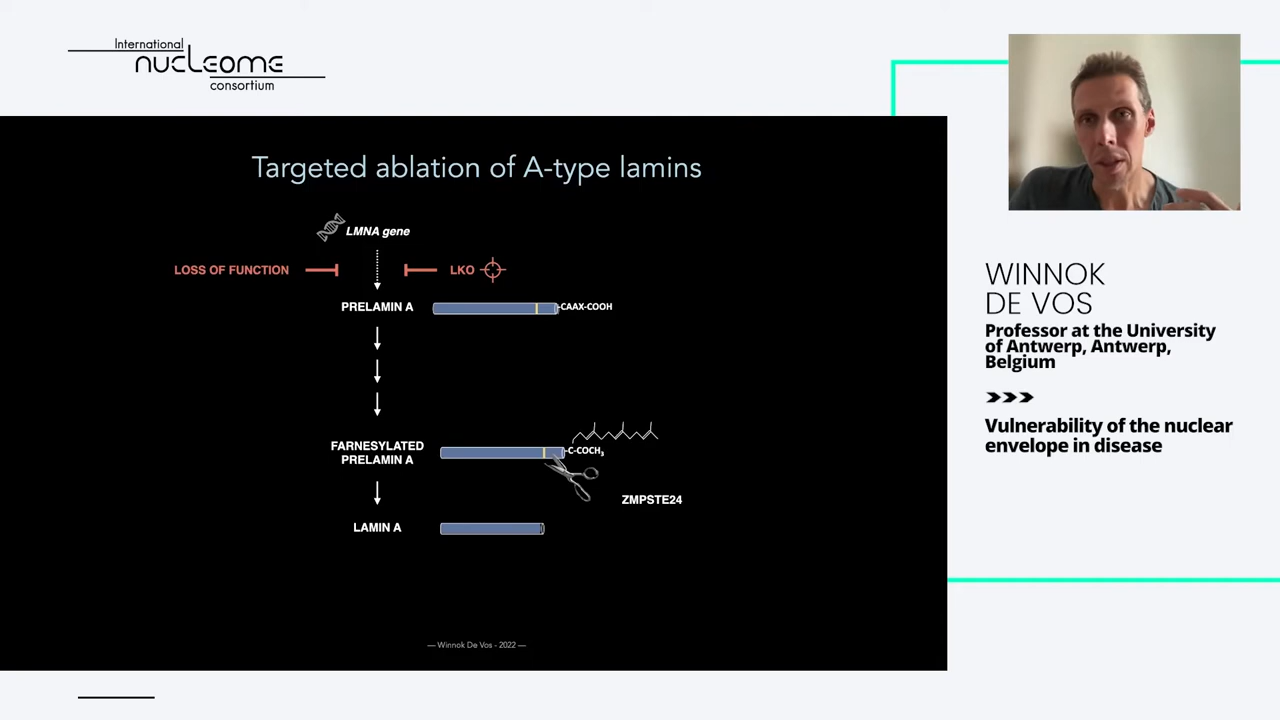 International
nucleome
consortium
Targeted ablation of A-type lamins
LMNA gene
LOSS OF FUNCTION
LKO
PRELAMIN A
-CAAX-COOH
FARNESYLATED
PRELAMIN A
-C-COCH₃
ZMPSTE24
LAMIN A
— Winnok De Vos - 2022 —
WINNOK
DE VOS
Professor at the University
of Antwerp, Antwerp,
Belgium
Vulnerability of the nuclear
envelope in disease